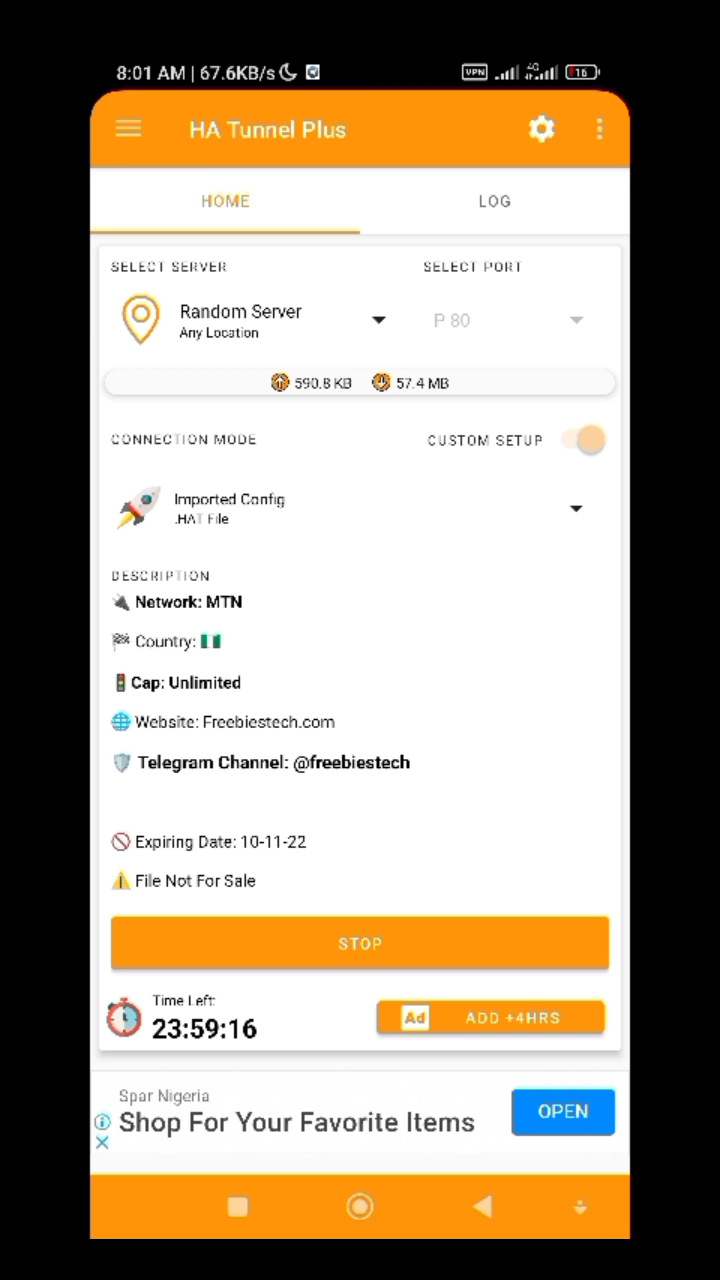 8:01 AM | 67.6KB/s
VPN 4G 16
HA Tunnel Plus
HOME LOG
SELECT SERVER SELECT PORT
Random Server P 80
Any Location
590.8 KB 57.4 MB
CONNECTION MODE CUSTOM SETUP
Imported Config
.HAT File
DESCRIPTION
Network: MTN
Country:
Cap: Unlimited
Website: Freebiestech.com
Telegram Channel: @freebiestech
Expiring Date: 10-11-22
File Not For Sale
STOP
Time Left:
23:59:16
Ad ADD +4HRS
Spar Nigeria
Shop For Your Favorite Items
OPEN